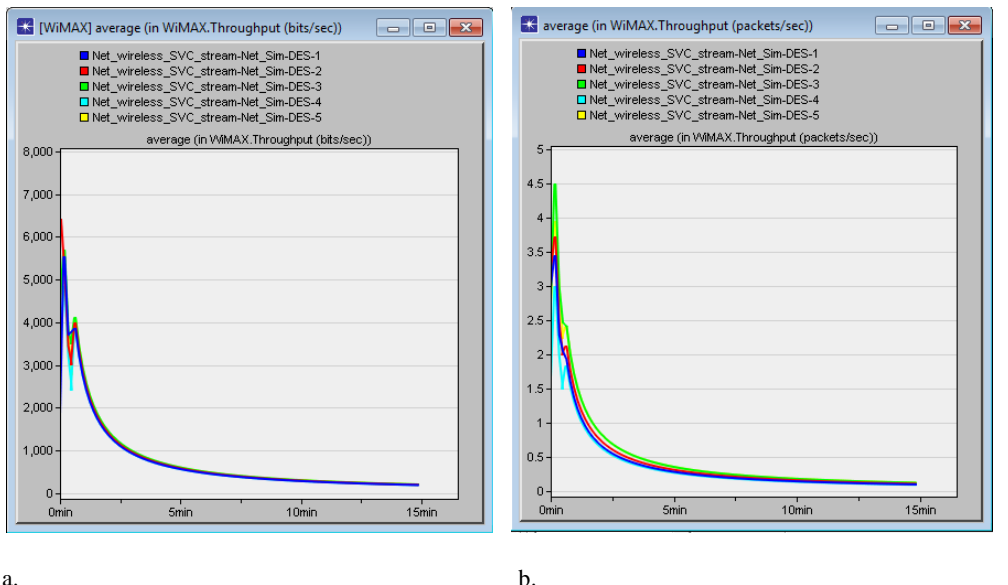 [WiMAX] average (in WiMAX.Throughput (bits/sec))
Net_wireless_SVC_stream-Net_Sim-DES-1
Net_wireless_SVC_stream-Net_Sim-DES-2
Net_wireless_SVC_stream-Net_Sim-DES-3
Net_wireless_SVC_stream-Net_Sim-DES-4
Net_wireless_SVC_stream-Net_Sim-DES-5
average (in WiMAX.Throughput (bits/sec))
8,000
7,000
6,000
5,000
4,000
3,000
2,000
1,000
0
0min 5min 10min 15min
a.
average (in WiMAX.Throughput (packets/sec))
Net_wireless_SVC_stream-Net_Sim-DES-1
Net_wireless_SVC_stream-Net_Sim-DES-2
Net_wireless_SVC_stream-Net_Sim-DES-3
Net_wireless_SVC_stream-Net_Sim-DES-4
Net_wireless_SVC_stream-Net_Sim-DES-5
average (in WiMAX.Throughput (packets/sec))
5
4.5
4
3.5
3
2.5
2
1.5
1
0.5
0
0min 5min 10min 15min
b.